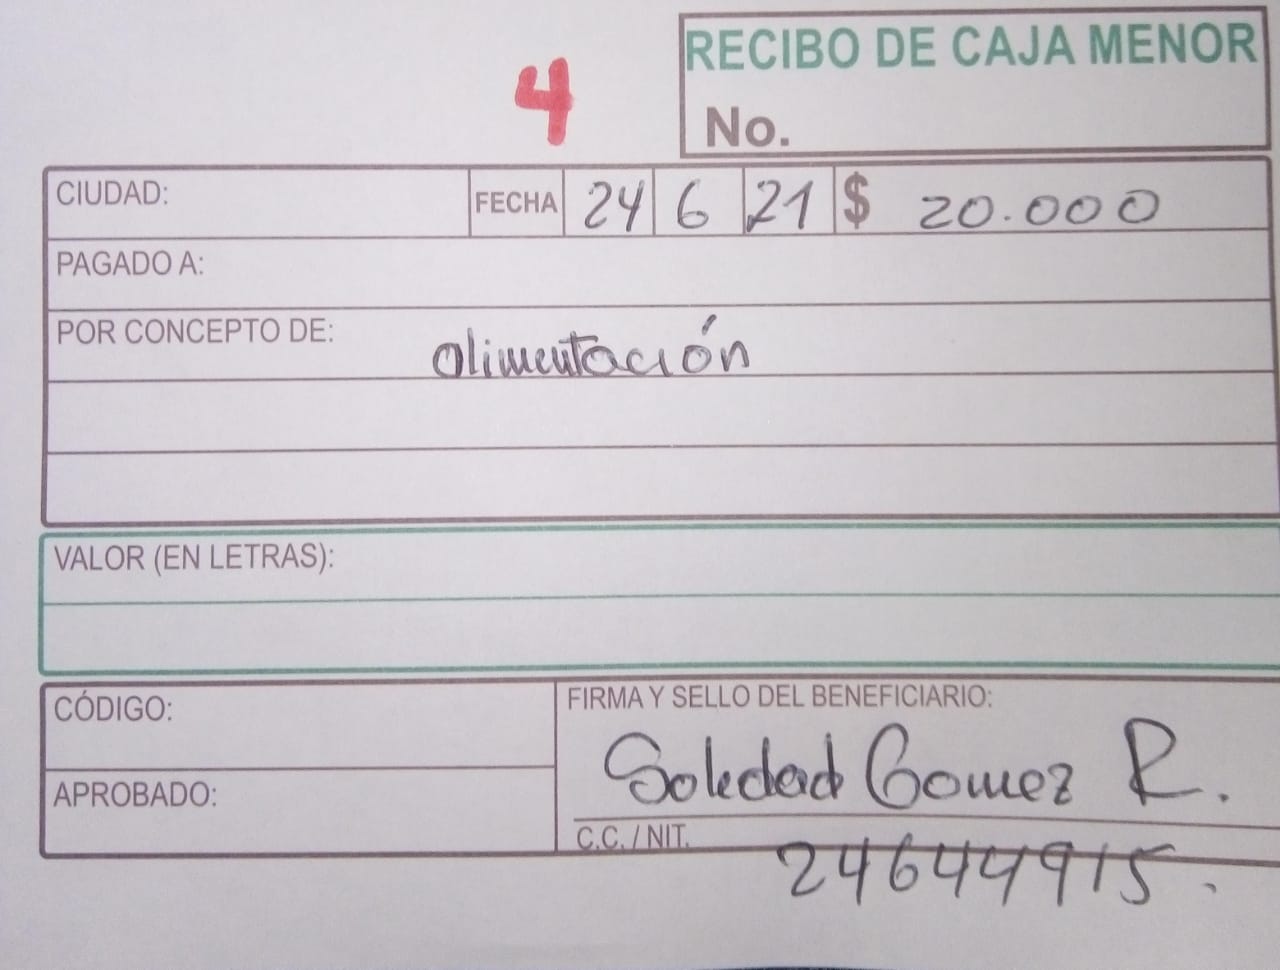 4
RECIBO DE CAJA MENOR
No.
CIUDAD: FECHA 24 6 21 $ 20.000
PAGADO A:
POR CONCEPTO DE: alimentación
VALOR (EN LETRAS):
CÓDIGO:
APROBADO:
FIRMA Y SELLO DEL BENEFICIARIO:
Soledad Gomez R.
C.C. / NIT. 24644915.